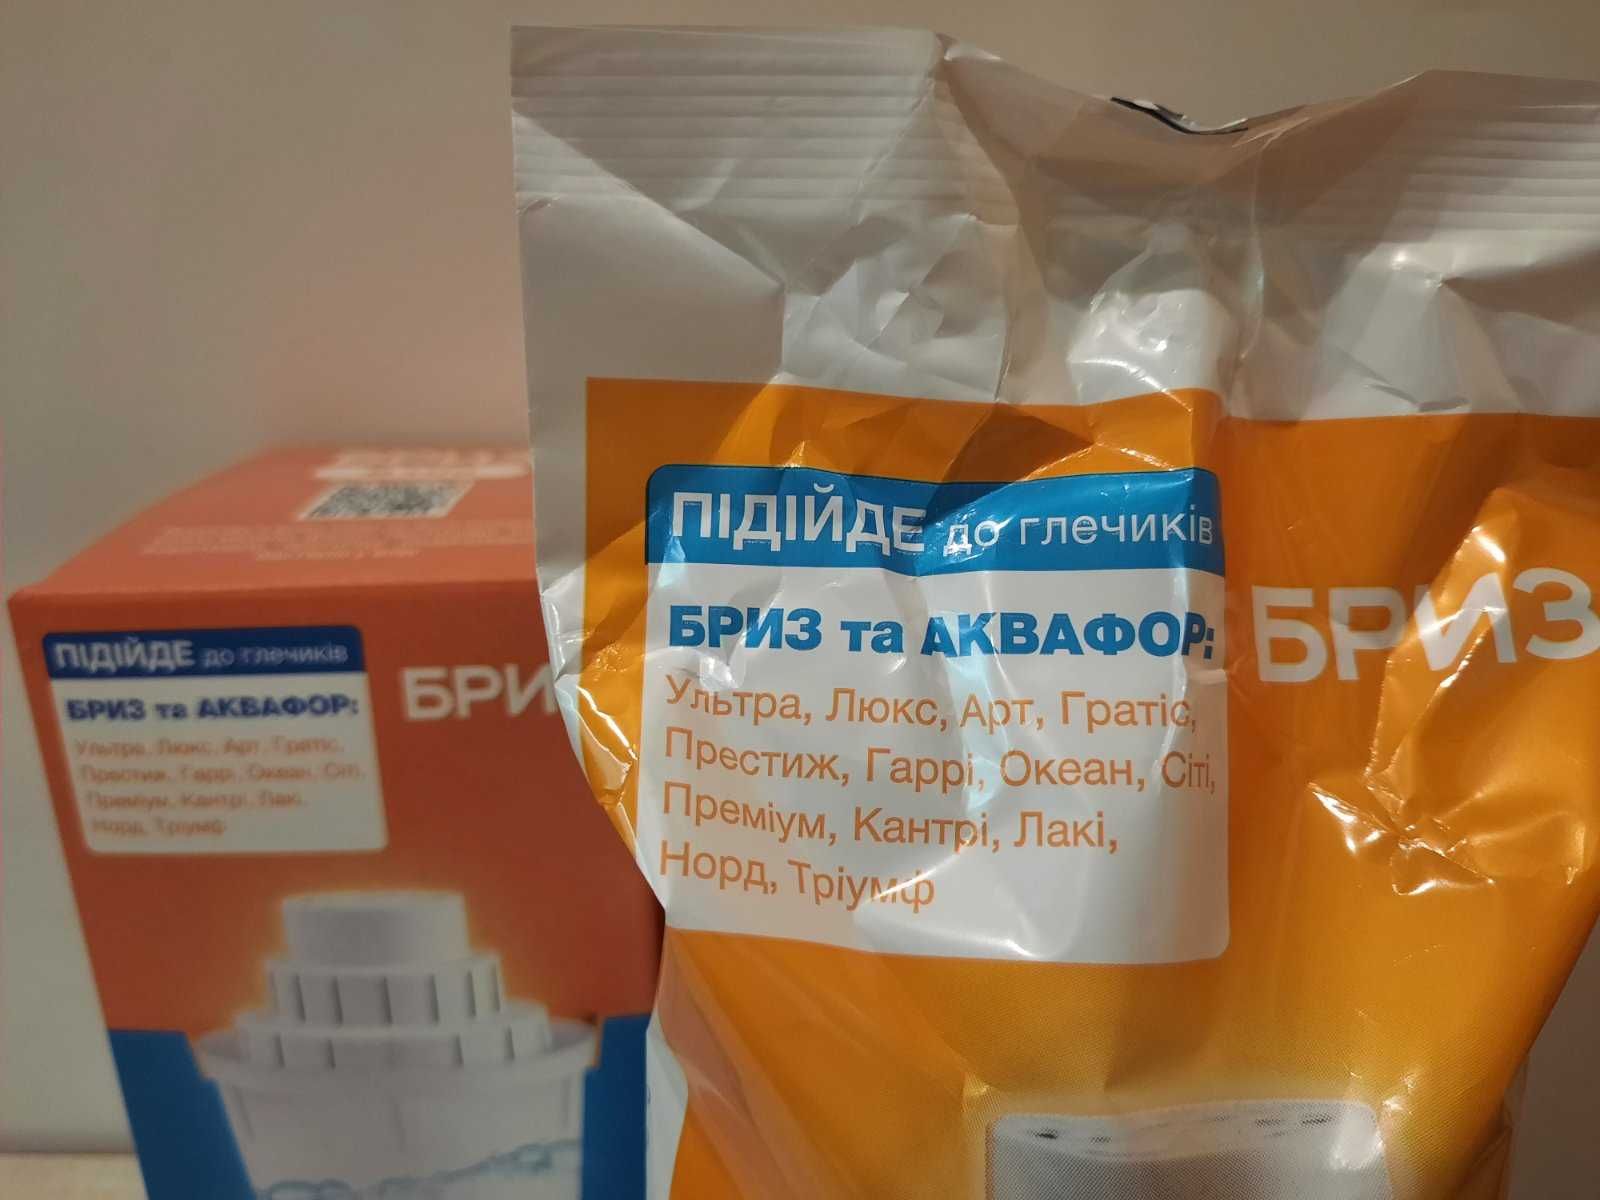 ПІДІЙДЕ до глечиків
БРИЗ та АКВАФОР:
Ультра, Люкс, Арт, Гратіс,
Престиж, Гаррі, Океан, Сіті,
Преміум, Кантрі, Лакі,
Норд, Тріумф
БРИЗ
ПІДІЙДЕ до глечиків
БРИЗ та АКВАФОР:
Ультра, Люкс, Арт, Гратіс,
Престиж, Гаррі, Океан, Сіті,
Преміум, Кантрі, Лакі,
Норд, Тріумф
БРИ